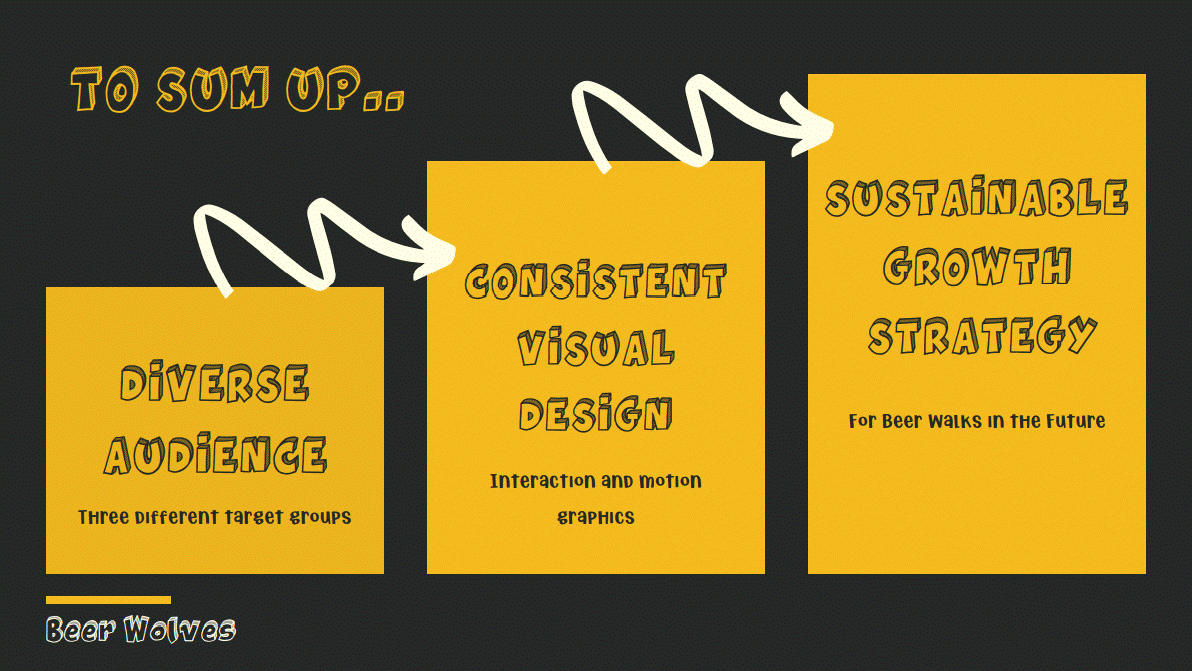 TO SUM UP..
DiVERSE
AUDiENCE
Three Different target groups
CONSiSTENT
ViSUAL
DESiGN
Interaction and motion
graphics
SUSTAiNABLE
GROWTH
STRATEGY
For Beer Walks in the Future
Beer Wolves